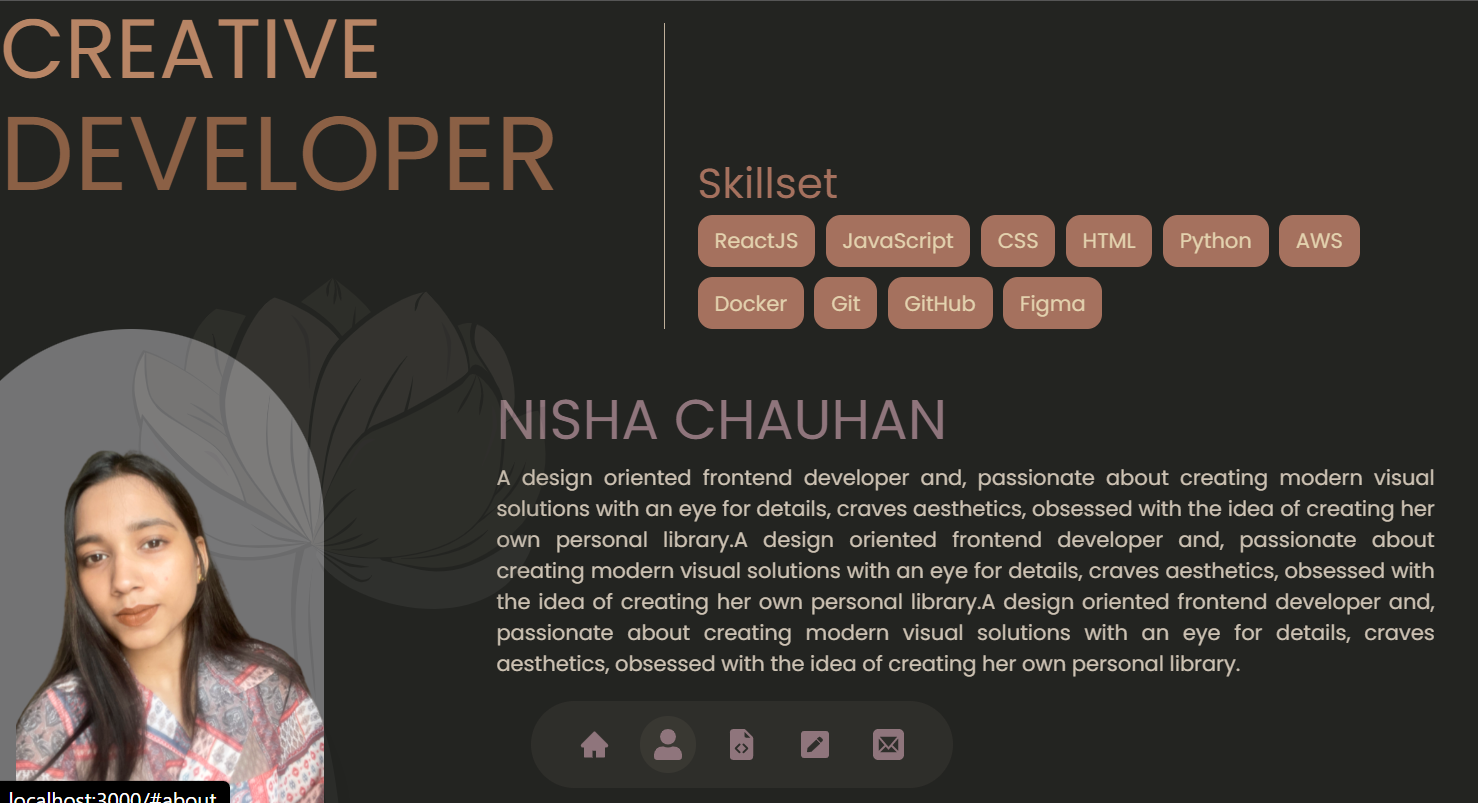 CREATIVE
DEVELOPER
Skillset
ReactJS JavaScript CSS HTML Python AWS
Docker Git GitHub Figma
NISHA CHAUHAN
A design oriented frontend developer and, passionate about creating modern visual
solutions with an eye for details, craves aesthetics, obsessed with the idea of creating her
own personal library.A design oriented frontend developer and, passionate about
creating modern visual solutions with an eye for details, craves aesthetics, obsessed with
the idea of creating her own personal library.A design oriented frontend developer and,
passionate about creating modern visual solutions with an eye for details, craves
aesthetics, obsessed with the idea of creating her own personal library.
localhost:3000/#about